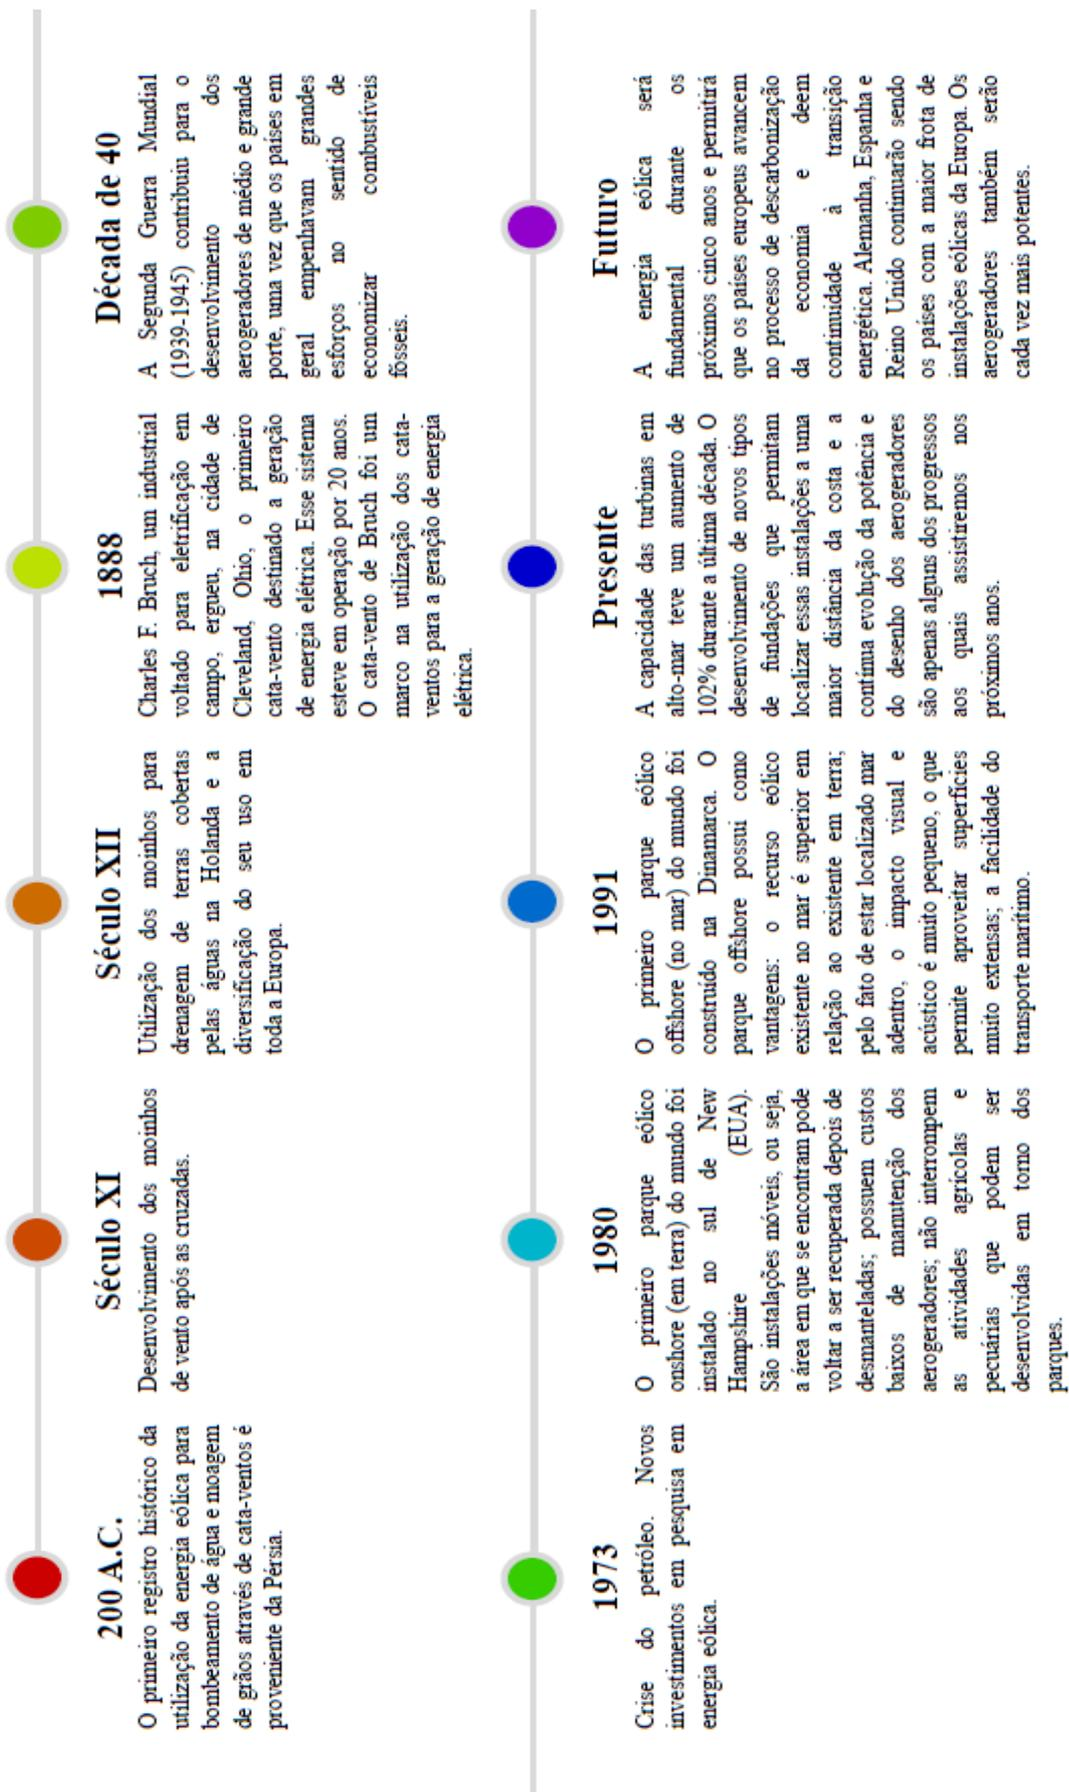 200 A.C.
O primeiro registro histórico da
utilização da energia eólica para
bombeamento de água e moagem
de grãos através de cata-ventos é
proveniente da Pérsia.
Século XI
Desenvolvimento dos moinhos
de vento após as cruzadas.
Século XII
Utilização dos moinhos para
drenagem de terras cobertas
pelas águas na Holanda e a
diversificação do seu uso em
toda a Europa.
1888
Charles F. Bruch, um industrial
voltado para eletrificação em
campo, ergueu, na cidade de
Cleveland, Ohio, o primeiro
cata-vento destinado a geração
de energia elétrica. Esse sistema
esteve em operação por 20 anos.
O cata-vento de Bruch foi um
marco na utilização dos cata-
ventos para a geração de energia
elétrica.
Década de 40
A Segunda Guerra Mundial
(1939-1945) contribuiu para o
desenvolvimento dos
aerogeradores de médio e grande
porte, uma vez que os países em
geral empenhavam grandes
esforços no sentido de
economizar combustíveis
fósseis.
1973
Crise do petróleo. Novos
investimentos em pesquisa em
energia eólica.
1980
O primeiro parque eólico
onshore (em terra) do mundo foi
instalado no sul de New
Hampshire (EUA).
São instalações móveis, ou seja,
a área em que se encontram pode
voltar a ser recuperada depois de
desmanteladas; possuem custos
baixos de manutenção dos
aerogeradores; não interrompem
as atividades agrícolas e
pecuárias que podem ser
desenvolvidas em torno dos
parques.
1991
O primeiro parque eólico
offshore (no mar) do mundo foi
construído na Dinamarca. O
parque offshore possui como
vantagens: o recurso eólico
existente no mar é superior em
relação ao existente em terra;
pelo fato de estar localizado mar
adentro, o impacto visual e
acústico é muito pequeno, o que
permite aproveitar superfícies
muito extensas; a facilidade do
transporte marítimo.
Presente
A capacidade das turbinas em
alto-mar teve um aumento de
102% durante a última década. O
desenvolvimento de novos tipos
de fundações que permitam
localizar essas instalações a uma
maior distância da costa e a
contínua evolução da potência e
do desenho dos aerogeradores
são apenas alguns dos progressos
aos quais assistiremos nos
próximos anos.
Futuro
A energia eólica será
fundamental durante os
próximos cinco anos e permitirá
que os países europeus avancem
no processo de descarbonização
da economia e deem
continuidade à transição
energética. Alemanha, Espanha e
Reino Unido continuarão sendo
os países com a maior frota de
instalações eólicas da Europa. Os
aerogeradores também serão
cada vez mais potentes.